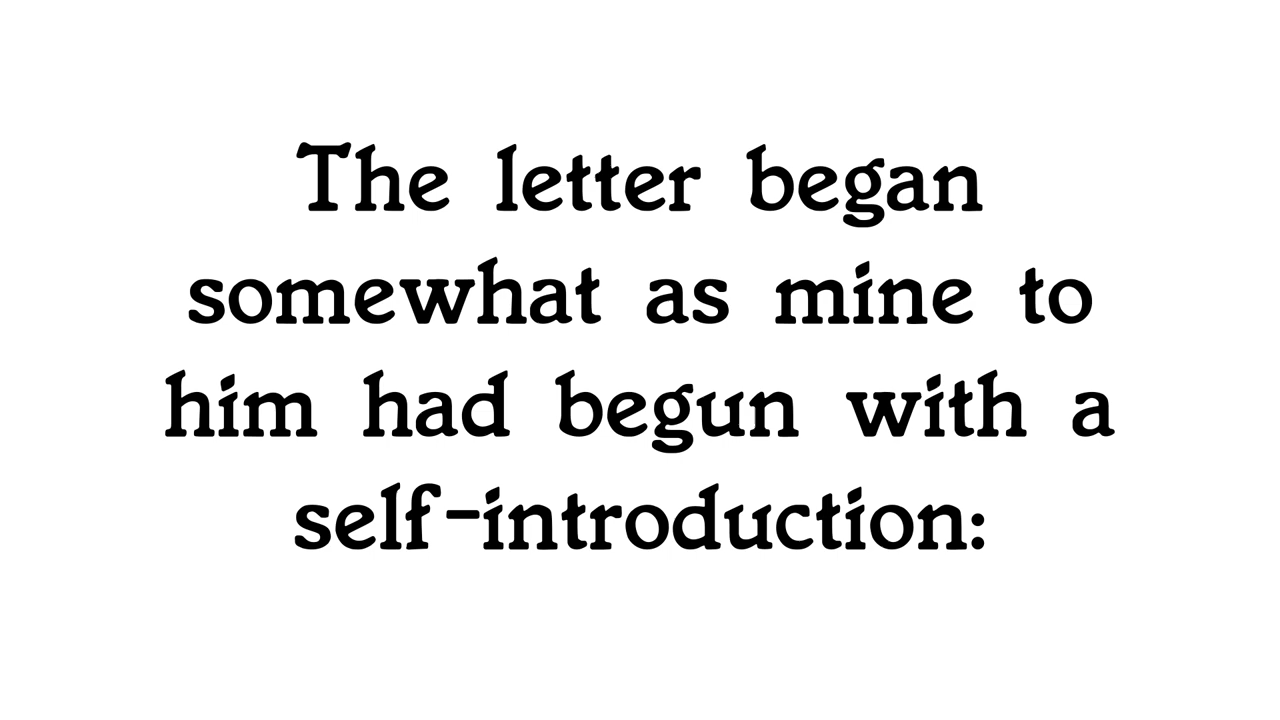 The letter began
somewhat as mine to
him had begun with a
self-introduction: